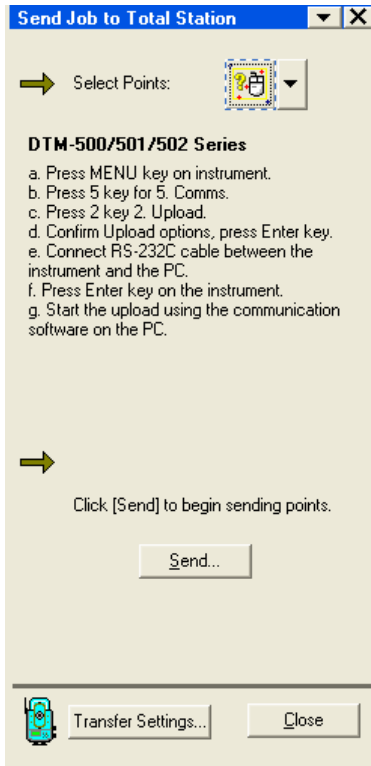 Send Job to Total Station
Select Points:
DTM-500/501/502 Series
a. Press MENU key on instrument.
b. Press 5 key for 5. Comms.
c. Press 2 key 2. Upload.
d. Confirm Upload options, press Enter key.
e. Connect RS-232C cable between the
instrument and the PC.
f. Press Enter key on the instrument.
g. Start the upload using the communication
software on the PC.
Click [Send] to begin sending points.
Send...
Transfer Settings...
Close